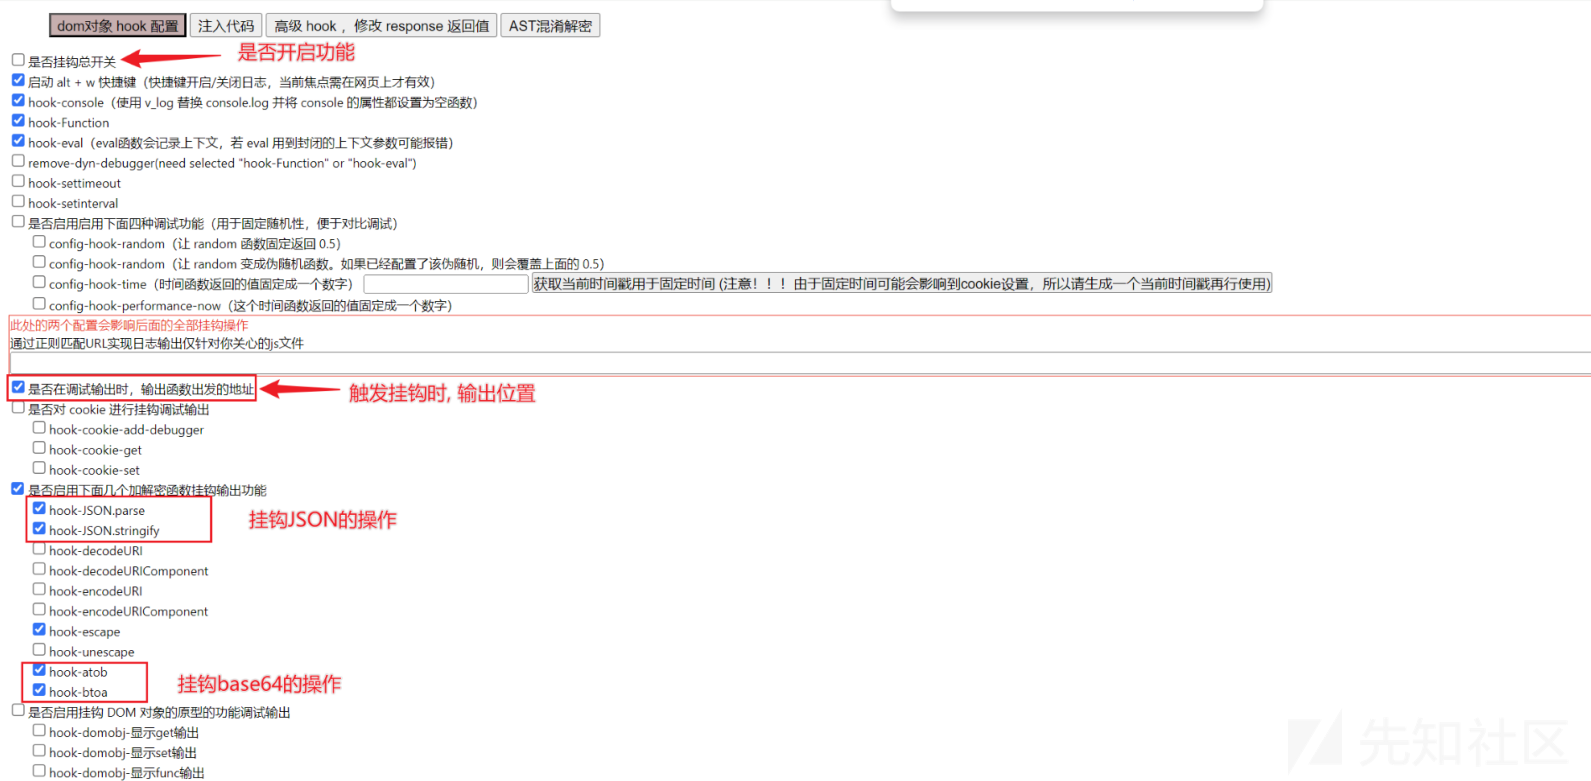 dom对象 hook 配置 注入代码 高级 hook ，修改 response 返回值 AST混淆解密
是否开启功能
是否挂钩总开关
启动 alt + w 快捷键（快捷键开启/关闭日志，当前焦点需在网页上才有效）
hook-console（使用 v_log 替换 console.log 并将 console 的属性都设置为空函数）
hook-Function
hook-eval（eval函数会记录上下文，若 eval 用到封闭的上下文参数可能报错）
remove-dyn-debugger(need selected "hook-Function" or "hook-eval")
hook-settimeout
hook-setinterval
是否启用启用下面四种调试功能（用于固定随机性，便于对比调试）
config-hook-random（让 random 函数固定返回 0.5）
config-hook-random（让 random 变成伪随机函数。如果已经配置了该伪随机，则会覆盖上面的 0.5）
config-hook-time（时间函数返回的值固定成一个数字） 获取当前时间戳用于固定时间 (注意！！！由于固定时间可能会影响到cookie设置，所以请生成一个当前时间戳再行使用)
config-hook-performance-now（这个时间函数返回的值固定成一个数字）
此处的两个配置会影响后面的全部挂钩操作
通过正则匹配URL实现日志输出仅针对你关心的js文件
是否在调试输出时，输出函数出发的地址
触发挂钩时, 输出位置
是否对 cookie 进行挂钩调试输出
hook-cookie-add-debugger
hook-cookie-get
hook-cookie-set
是否启用下面几个加解密函数挂钩输出功能
hook-JSON.parse
挂钩JSON的操作
hook-JSON.stringify
hook-decodeURI
hook-decodeURIComponent
hook-encodeURI
hook-encodeURIComponent
hook-escape
hook-unescape
hook-atob
挂钩base64的操作
hook-btoa
是否启用挂钩 DOM 对象的原型的功能调试输出
hook-domobj-显示get输出
hook-domobj-显示set输出
hook-domobj-显示func输出
先知社区